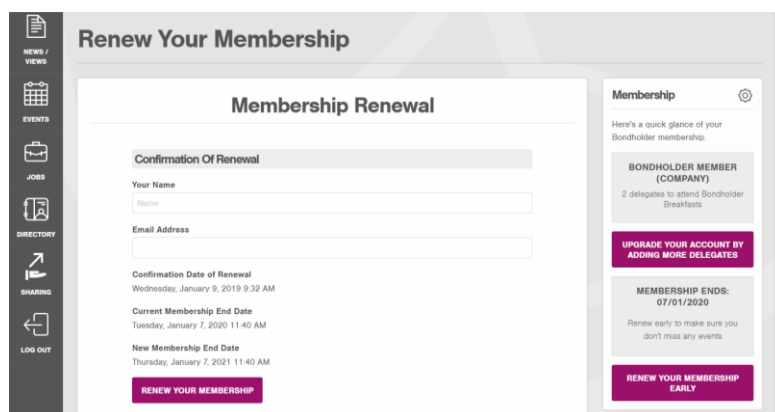 NEWS /
VIEWS
EVENTS
JOBS
DIRECTORY
SHARING
LOG OUT
Renew Your Membership
Membership Renewal
Confirmation Of Renewal
Your Name
Name
Email Address
Confirmation Date of Renewal
Wednesday, January 9, 2019 9:32 AM
Current Membership End Date
Tuesday, January 7, 2020 11:40 AM
New Membership End Date
Thursday, January 7, 2021 11:40 AM
RENEW YOUR MEMBERSHIP
Membership
Here's a quick glance of your
Bondholder membership.
BONDHOLDER MEMBER
(COMPANY)
2 delegates to attend Bondholder
Breakfasts
UPGRADE YOUR ACCOUNT BY
ADDING MORE DELEGATES
MEMBERSHIP ENDS:
07/01/2020
Renew early to make sure you
don't miss any events
RENEW YOUR MEMBERSHIP
EARLY